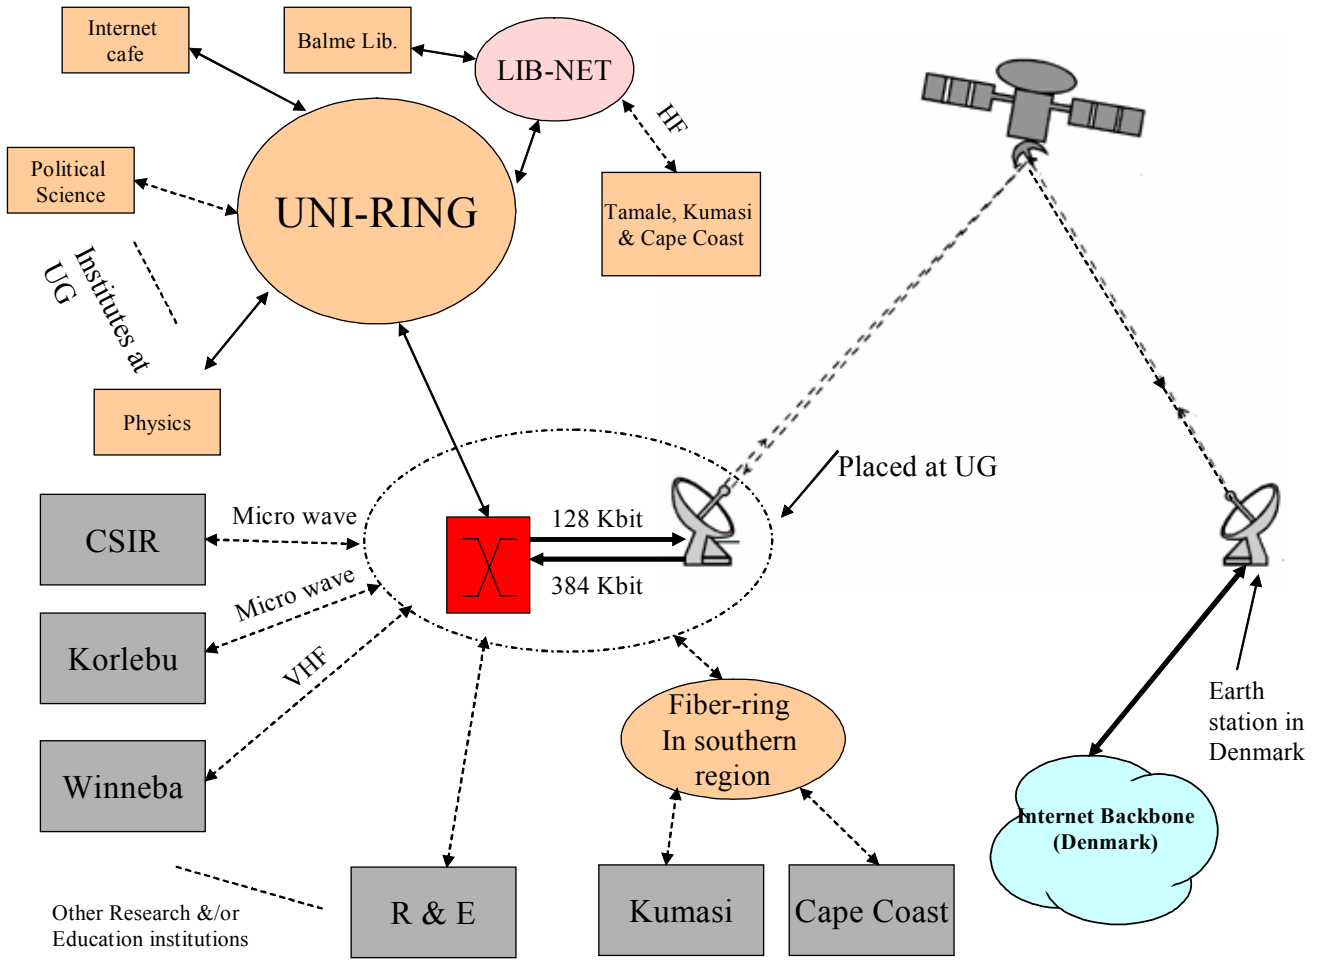 Internet
cafe
Balme Lib.
LIB-NET
HF
Political
Science
UNI-RING
Tamale, Kumasi
& Cape Coast
Institutes at
UG
Physics
Placed at UG
CSIR
Micro wave
128 Kbit
384 Kbit
Korlebu
Micro wave
VHF
Winneba
Fiber-ring
In southern
region
Earth
station in
Denmark
Internet Backbone
(Denmark)
Other Research &/or
Education institutions
R & E
Kumasi
Cape Coast